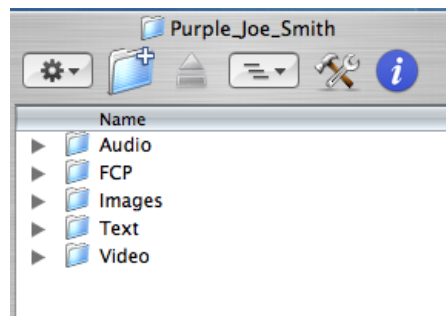 Purple_Joe_Smith
Name
Audio
FCP
Images
Text
Video